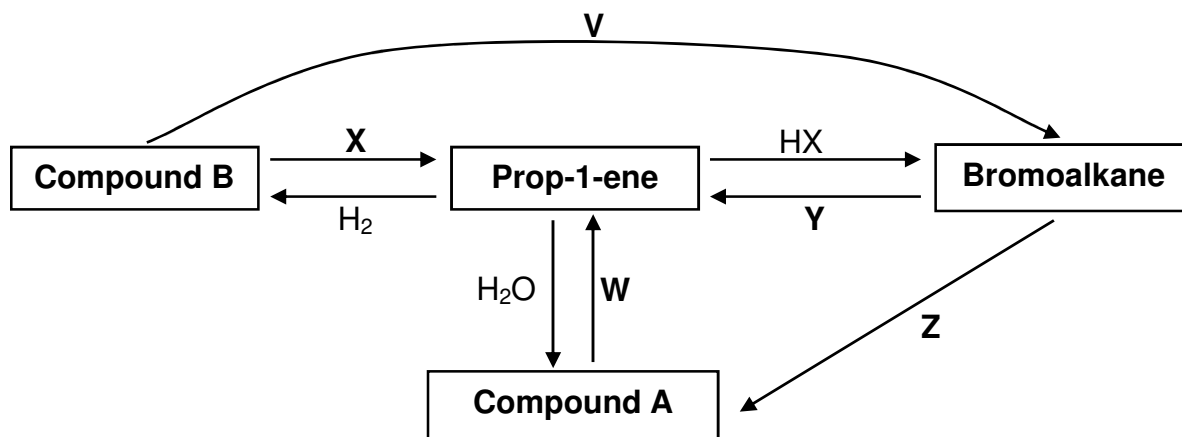 V
X
HX
Compound B
Prop-1-ene
Bromoalkane
H₂
Y
H₂O
W
Z
Compound A